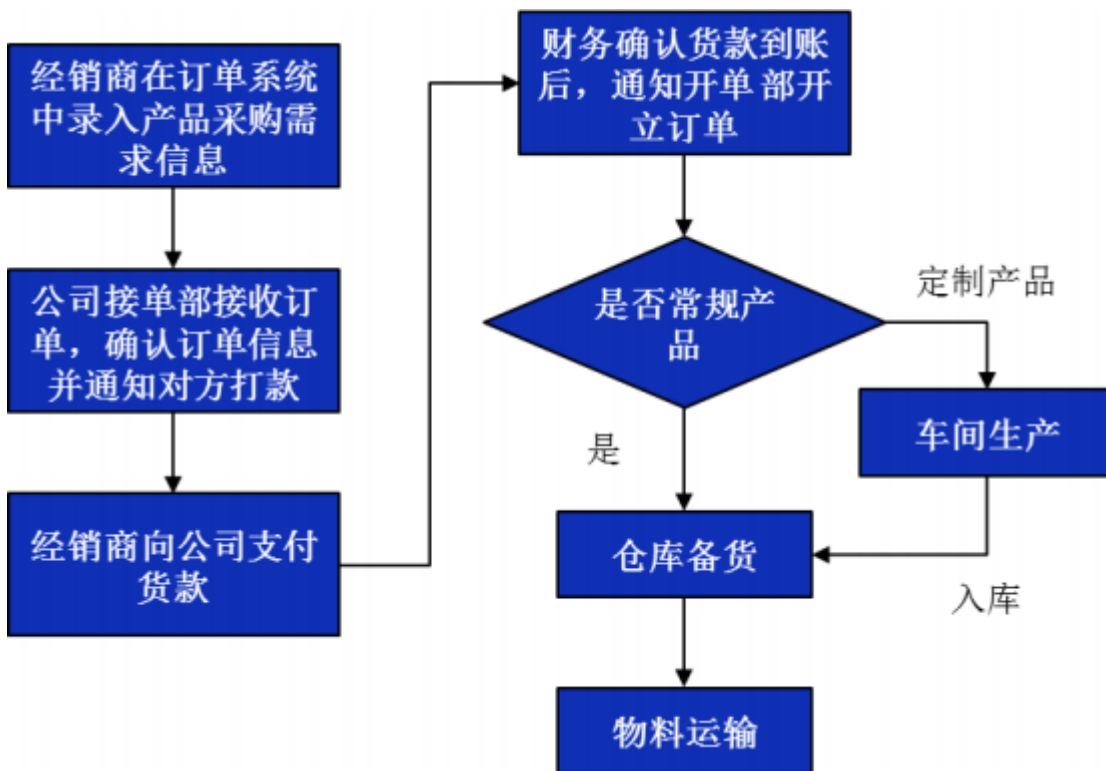 经销商在订单系统
中录入产品采购需
求信息
公司接单部接收订
单，确认订单信息
并通知对方打款
经销商向公司支付
货款
财务确认货款到账
后，通知开单部开
立订单
是否常规产
品
定制产品
车间生产
是
仓库备货
入库
物料运输